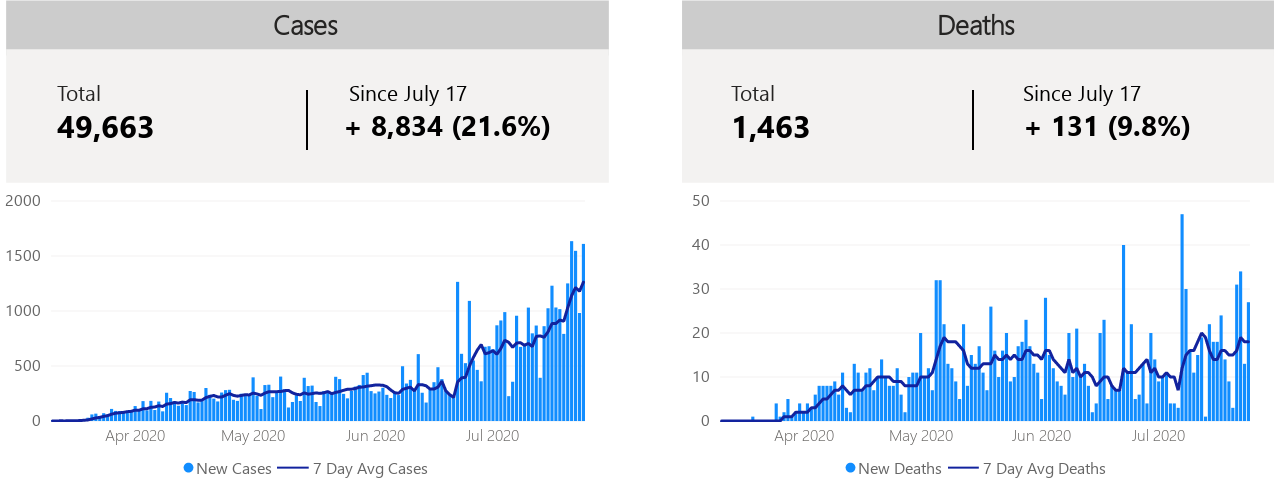 Cases
Total
49,663
Since July 17
+ 8,834 (21.6%)
2000
1500
1000
500
0
Apr 2020 May 2020 Jun 2020 Jul 2020
New Cases 7 Day Avg Cases
Deaths
Total
1,463
Since July 17
+ 131 (9.8%)
50
40
30
20
10
0
Apr 2020 May 2020 Jun 2020 Jul 2020
New Deaths 7 Day Avg Deaths